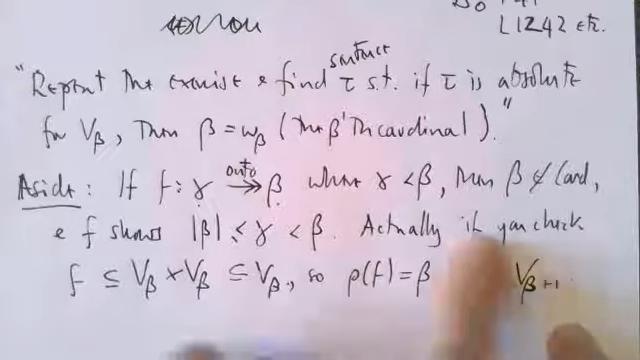 L1242 etc.
"Repeat the exercise & find sentence τ s.t. if τ is absolute
for V_β, then β = ω_β (the β'th cardinal)."
Aside: If f: γ onto→ β where γ < β, then β ∉ Card,
& f shows |β| ≤ γ < β. Actually if you check
f ⊆ V_β × V_β ⊆ V_β, so ρ(f) = β V_β+1